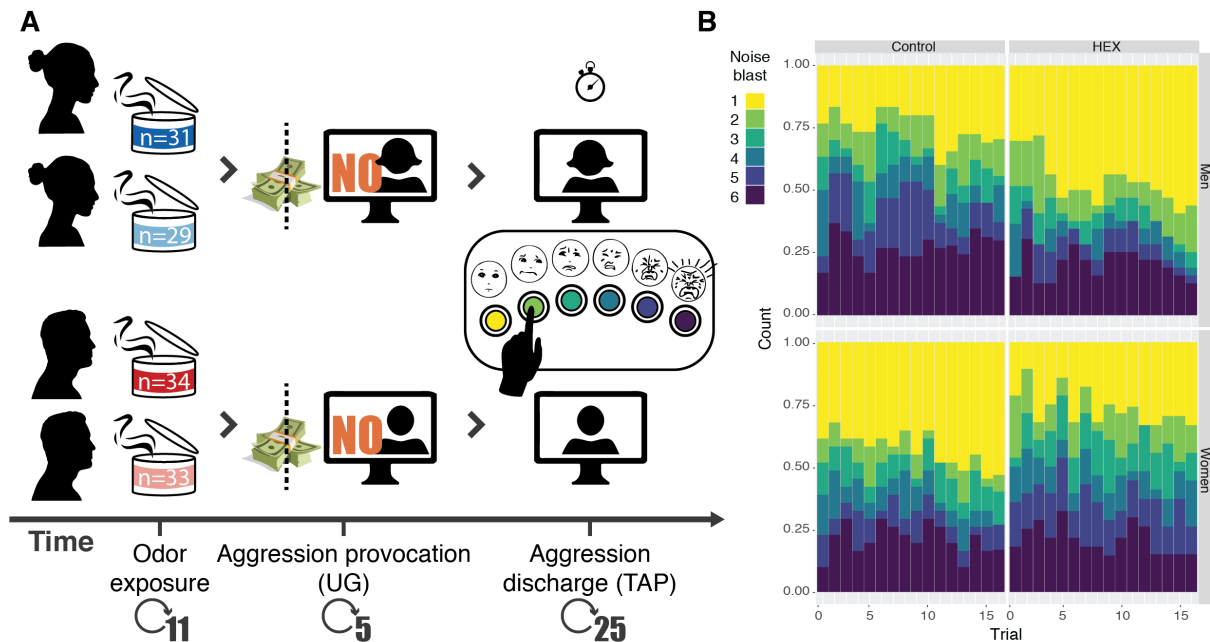 A
n=31
n=29
NO
n=34
n=33
NO
Time
Odor
exposure
11
Aggression provocation
(UG)
5
Aggression
discharge (TAP)
25
B
Noise
blast
1
2
3
4
5
6
Control
HEX
Men
Women
Count
1.00
0.75
0.50
0.25
0.00
1.00
0.75
0.50
0.25
0.00
0 5 10 15 0 5 10 15
Trial